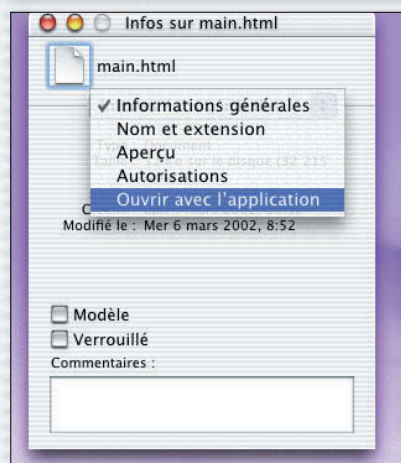 Infos sur main.html
main.html
✓ Informations générales
Nom et extension
Aperçu
Autorisations
Ouvrir avec l'application
Modifié le : Mer 6 mars 2002, 8:52
Modèle
Verrouillé
Commentaires :